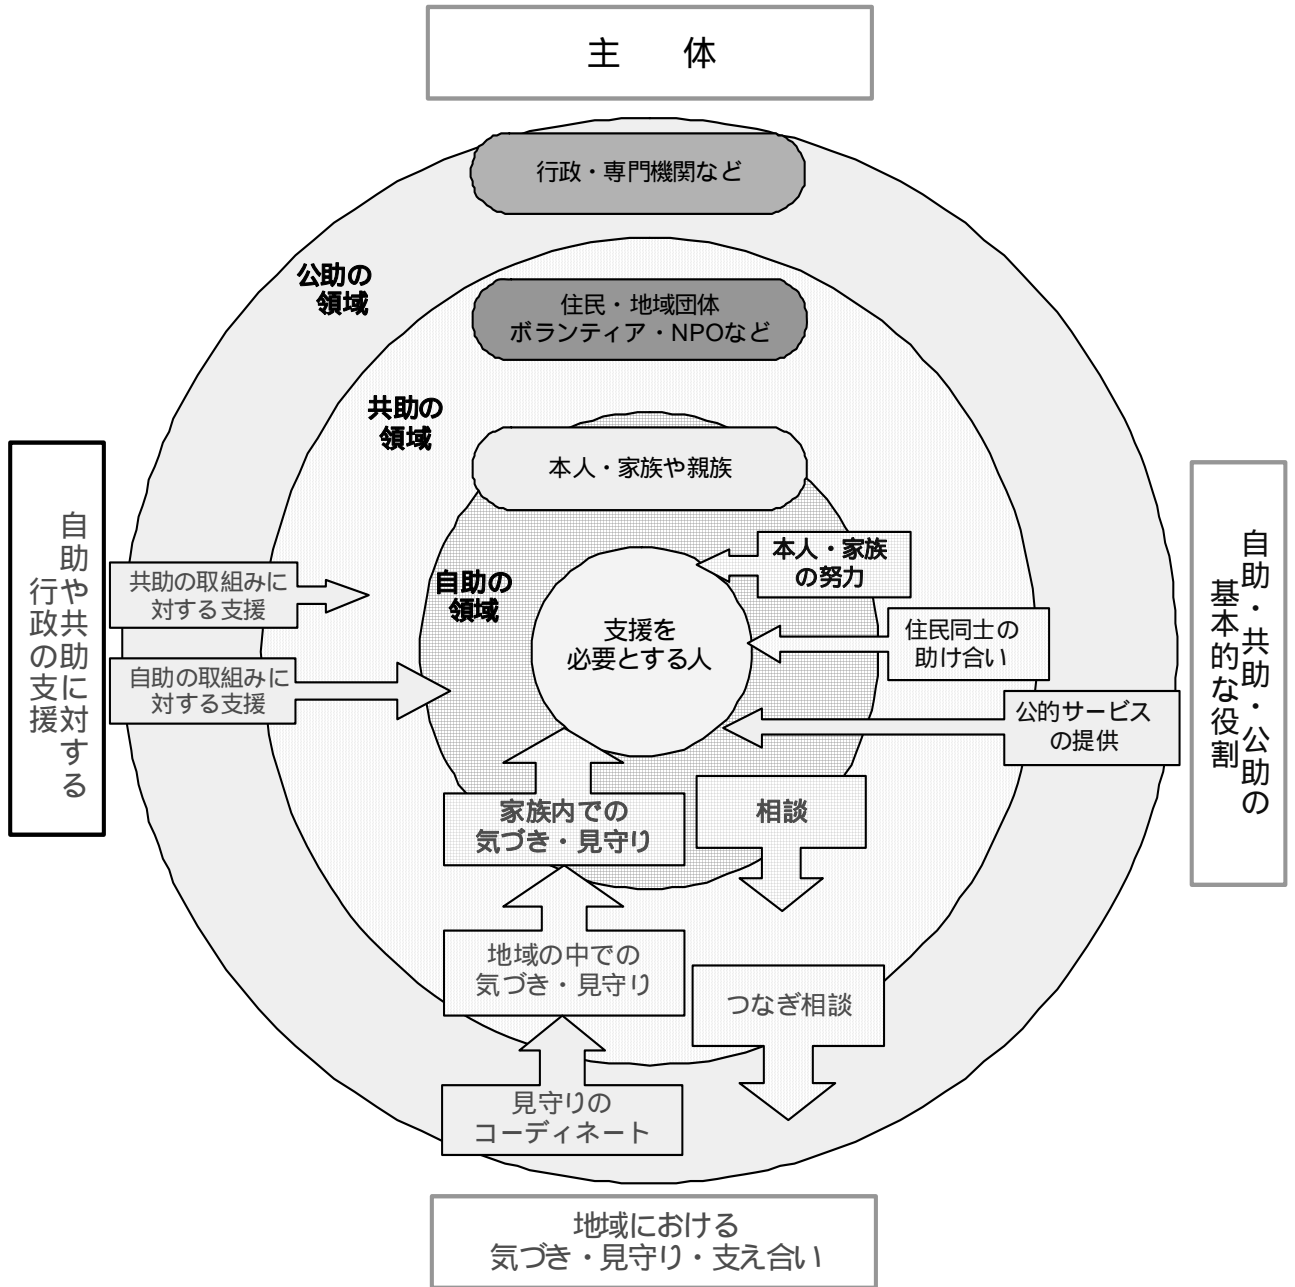 主　体
行政・専門機関など
公助の
領域
住民・地域団体
ボランティア・NPOなど
共助の
領域
本人・家族や親族
自助や共助に対する
行政の支援
自助・共助・公助の
基本的な役割
本人・家族
の努力
共助の取組みに
対する支援
自助の
領域
支援を
必要とする人
住民同士の
助け合い
自助の取組みに
対する支援
公的サービス
の提供
家族内での
気づき・見守り
相談
地域の中での
気づき・見守り
つなぎ相談
見守りの
コーディネート
地域における
気づき・見守り・支え合い